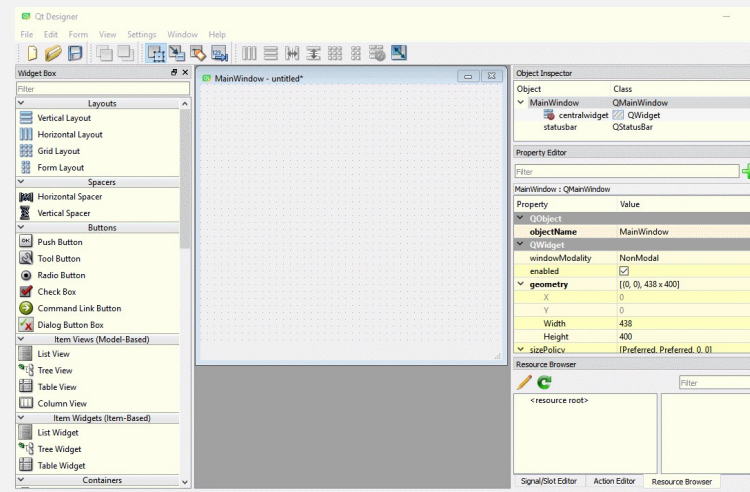 Qt Designer
File Edit Form View Settings Window Help
Widget Box
Filter
Layouts
Vertical Layout
Horizontal Layout
Grid Layout
Form Layout
Spacers
Horizontal Spacer
Vertical Spacer
Buttons
OK Push Button
Tool Button
Radio Button
Check Box
Command Link Button
Dialog Button Box
Item Views (Model-Based)
List View
Tree View
Table View
Column View
Item Widgets (Item-Based)
List Widget
Tree Widget
Table Widget
Containers
MainWindow - untitled*
Object Inspector
Object Class
MainWindow QMainWindow
centralwidget QWidget
statusbar QStatusBar
Property Editor
Filter
MainWindow : QMainWindow
Property Value
QObject
objectName MainWindow
QWidget
windowModality NonModal
enabled
geometry [(0, 0), 438 x 400]
X 0
Y 0
Width 438
Height 400
sizePolicy [Preferred, Preferred, 0, 0]
Resource Browser
Filter
<resource root>
Signal/Slot Editor Action Editor Resource Browser